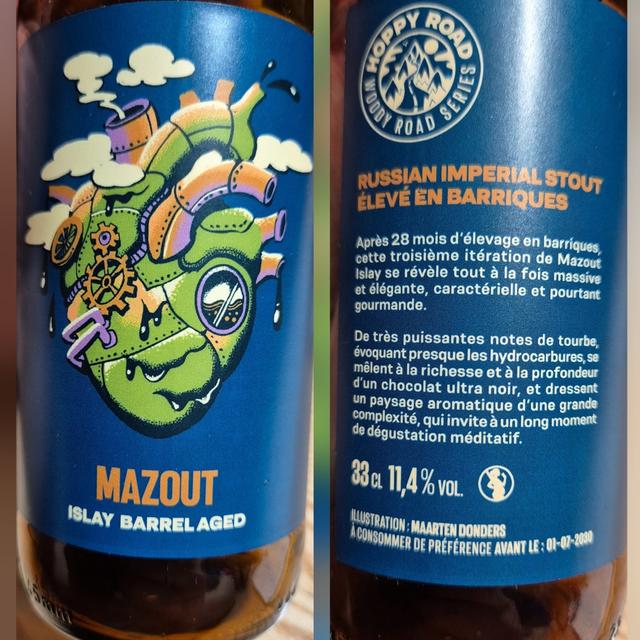 MAZOUT
ISLAY BARREL AGED
HOPPY ROAD
WOODY ROAD SERIES
RUSSIAN IMPERIAL STOUT
ÉLEVÉ EN BARRIQUES
Après 28 mois d'élevage en barriques,
cette troisième itération de Mazout
Islay se révèle tout à la fois massive
et élégante, caractérielle et pourtant
gourmande.
De très puissantes notes de tourbe,
évoquant presque les hydrocarbures, se
mêlent à la richesse et à la profondeur
d'un chocolat ultra noir, et dressent
un paysage aromatique d'une grande
complexité, qui invite à un long moment
de dégustation méditatif.
33 CL 11,4 % VOL.
ILLUSTRATION : MAARTEN DONDERS
À CONSOMMER DE PRÉFÉRENCE AVANT LE : 01-07-2030